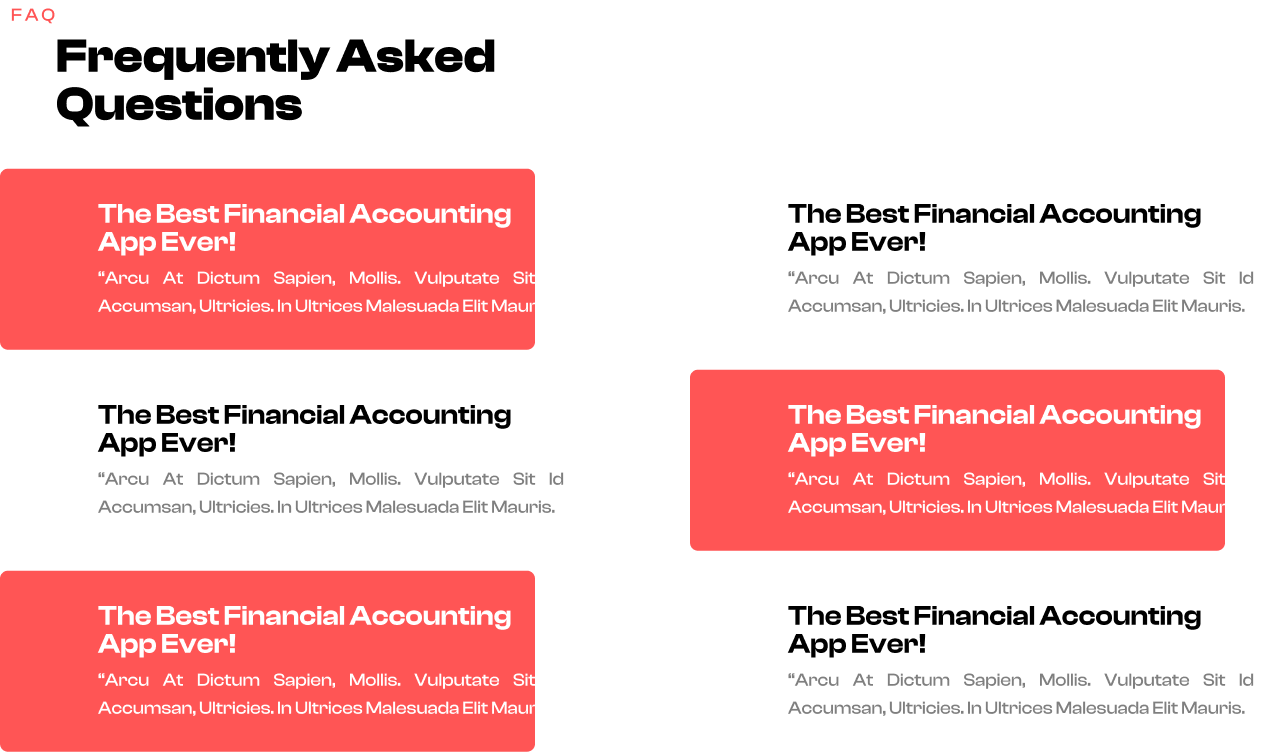 FAQ
Frequently Asked
Questions
The Best Financial Accounting
App Ever!
“Arcu At Dictum Sapien, Mollis. Vulputate Sit
Accumsan, Ultricies. In Ultrices Malesuada Elit Maur
The Best Financial Accounting
App Ever!
“Arcu At Dictum Sapien, Mollis. Vulputate Sit Id
Accumsan, Ultricies. In Ultrices Malesuada Elit Mauris.
The Best Financial Accounting
App Ever!
“Arcu At Dictum Sapien, Mollis. Vulputate Sit Id
Accumsan, Ultricies. In Ultrices Malesuada Elit Mauris.
The Best Financial Accounting
App Ever!
“Arcu At Dictum Sapien, Mollis. Vulputate Sit
Accumsan, Ultricies. In Ultrices Malesuada Elit Maur
The Best Financial Accounting
App Ever!
“Arcu At Dictum Sapien, Mollis. Vulputate Sit
Accumsan, Ultricies. In Ultrices Malesuada Elit Maur
The Best Financial Accounting
App Ever!
“Arcu At Dictum Sapien, Mollis. Vulputate Sit Id
Accumsan, Ultricies. In Ultrices Malesuada Elit Mauris.